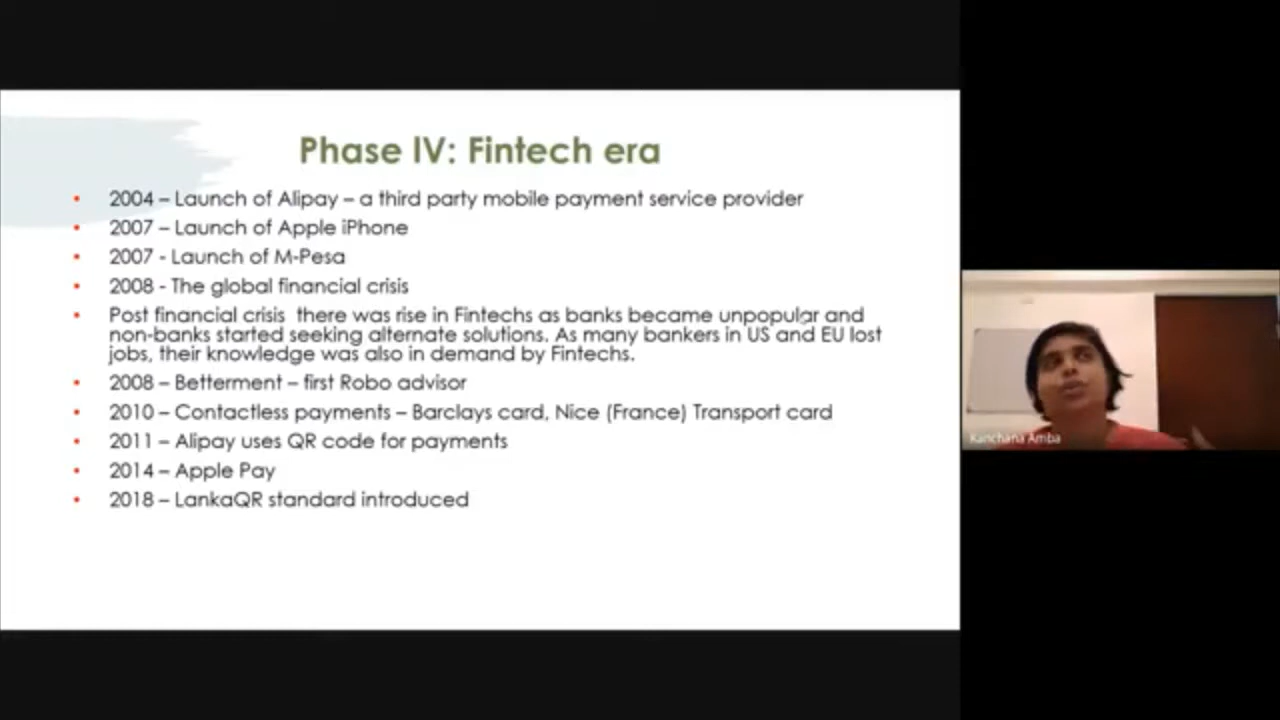 Phase IV: Fintech era
• 2004 – Launch of Alipay – a third party mobile payment service provider
• 2007 – Launch of Apple iPhone
• 2007 - Launch of M-Pesa
• 2008 - The global financial crisis
• Post financial crisis there was rise in Fintechs as banks became unpopular and
non-banks started seeking alternate solutions. As many bankers in US and EU lost
jobs, their knowledge was also in demand by Fintechs.
• 2008 – Betterment – first Robo advisor
• 2010 – Contactless payments – Barclays card, Nice (France) Transport card
• 2011 – Alipay uses QR code for payments
• 2014 – Apple Pay
• 2018 – LankaQR standard introduced
Kanchana Amba